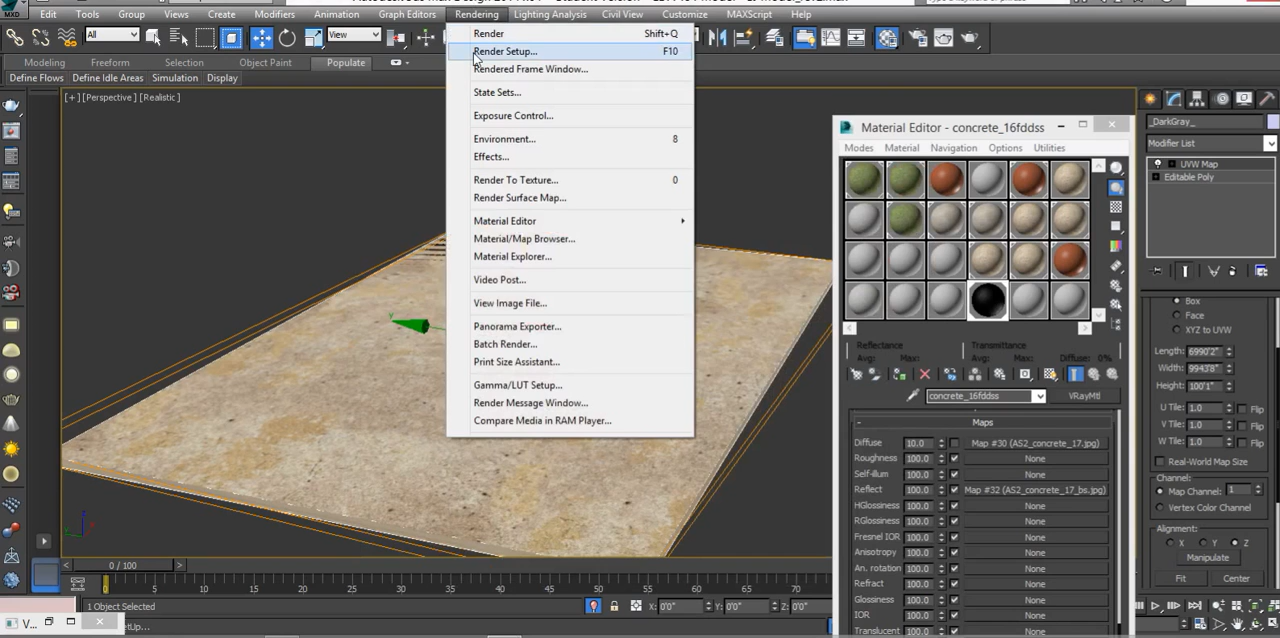 Edit Tools Group Views Create Modifiers Animation Graph Editors Rendering Lighting Analysis Civil View Customize MAXScript Help
All View
Modeling Freeform Selection Object Paint Populate
Define Flows Define Idle Areas Simulation Display
[+] [Perspective] [Realistic]
Render Shift+Q
Render Setup... F10
Rendered Frame Window...
State Sets...
Exposure Control...
Environment... 8
Effects...
Render To Texture... 0
Render Surface Map...
Material Editor
Material/Map Browser...
Material Explorer...
Video Post...
View Image File...
Panorama Exporter...
Batch Render...
Print Size Assistant...
Gamma/LUT Setup...
Render Message Window...
Compare Media in RAM Player...
Material Editor - concrete_16fddss
Modes Material Navigation Options Utilities
Reflectance Transmittance
Avg: Max: Avg: Max: Diffuse: 0%
concrete_16fddss VRayMtl
Maps
Diffuse 10.0 Map #30 (AS2_concrete_17.jpg)
Roughness 100.0 None
Self-illum 100.0 None
Reflect 100.0 Map #32 (AS2_concrete_17_bs.jpg)
HGlossiness 100.0 None
RGlossiness 100.0 None
Fresnel IOR 100.0 None
Anisotropy 100.0 None
An. rotation 100.0 None
Refract 100.0 None
Glossiness 100.0 None
IOR 100.0 None
Translucent 100.0 None
_DarkGray_
Modifier List
UVW Map
Editable Poly
Box
Face
XYZ to UVW
Length: 6990'2"
Width: 9943'8"
Height: 100'1"
U Tile: 1.0 Flip
V Tile: 1.0 Flip
W Tile: 1.0 Flip
Real-World Map Size
Channel:
Map Channel: 1
Vertex Color Channel
Alignment:
X Y Z
Manipulate
Fit Center
y
z
0 / 100
0 5 10 15 20 25 30 35 40 45 50 55 60 65 70 75
1 Object Selected X: 0'0" Y: 0'0" Z: 0'0"
V...